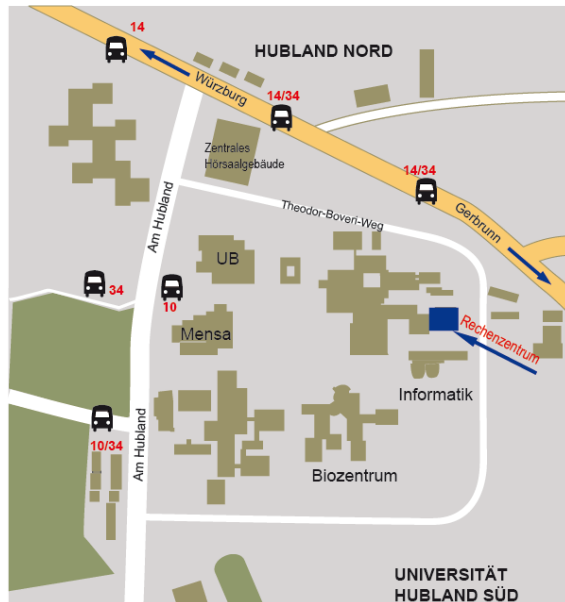 14
HUBLAND NORD
Würzburg
14/34
Zentrales
Hörsaalgebäude
14/34
Am Hubland
Theodor-Boveri-Weg
Gerbrunn
UB
34
10
Rechenzentrum
Mensa
Informatik
Am Hubland
10/34
Biozentrum
UNIVERSITÄT
HUBLAND SÜD